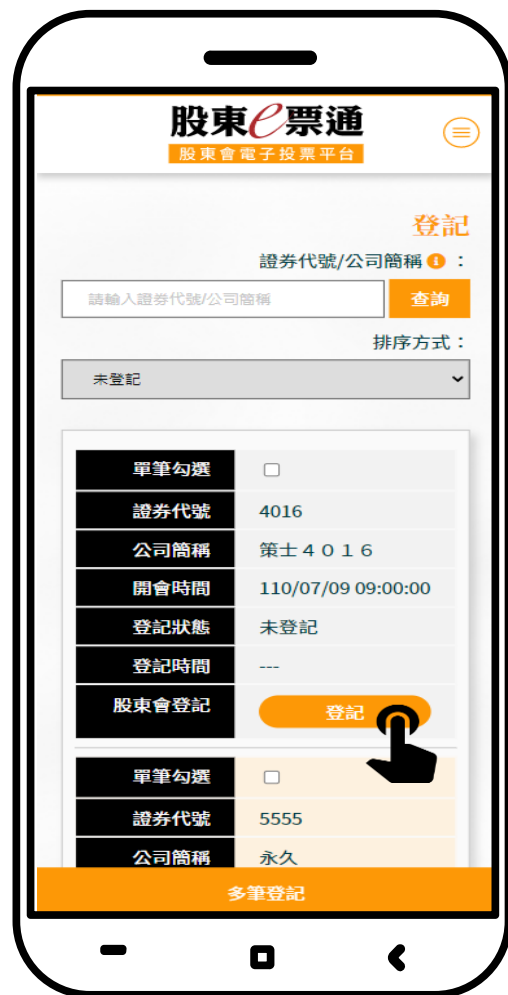 股東e票通
股東會電子投票平台
登記
證券代號/公司簡稱 ：
請輸入證券代號/公司簡稱 查詢
排序方式：
未登記
單筆勾選
證券代號 4016
公司簡稱 策士４０１６
開會時間 110/07/09 09:00:00
登記狀態 未登記
登記時間 ---
股東會登記 登記
單筆勾選
證券代號 5555
公司簡稱 永久
多筆登記